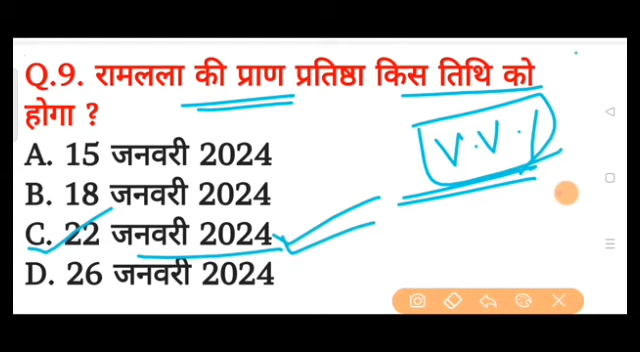 Q.9. रामलला की प्राण प्रतिष्ठा किस तिथि को
होगा ?
V.V.I
A. 15 जनवरी 2024
B. 18 जनवरी 2024
C. 22 जनवरी 2024
D. 26 जनवरी 2024